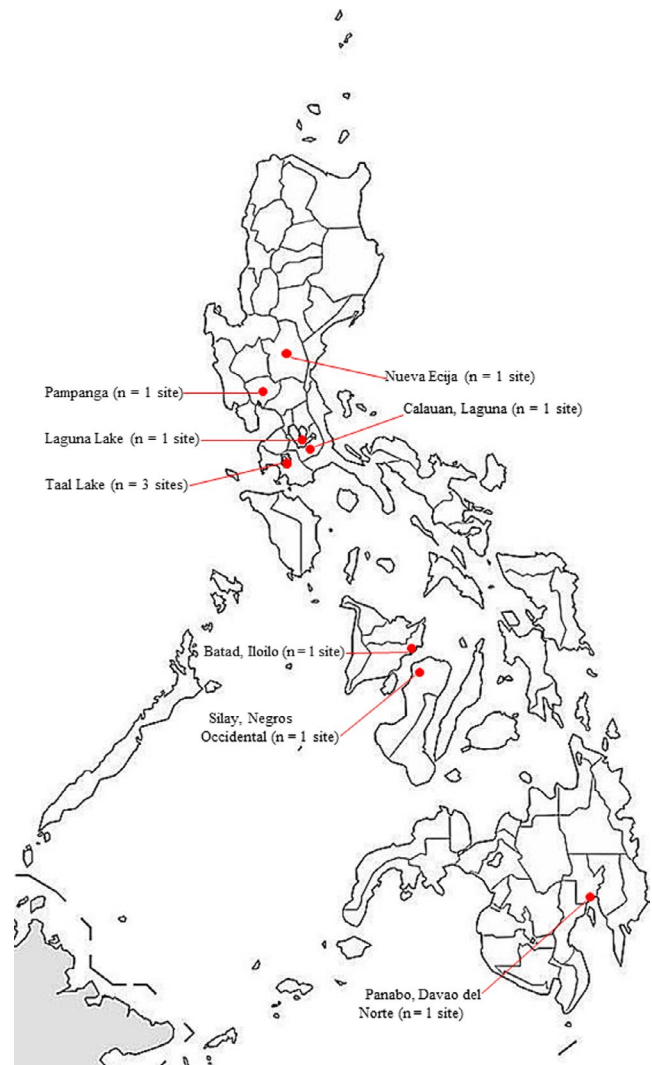 Nueva Ecija (n = 1 site)
Pampanga (n = 1 site)
Calauan, Laguna (n = 1 site)
Laguna Lake (n = 1 site)
Taal Lake (n = 3 sites)
Batad, Iloilo (n = 1 site)
Silay, Negros
Occidental (n = 1 site)
Panabo, Davao del
Norte (n = 1 site)